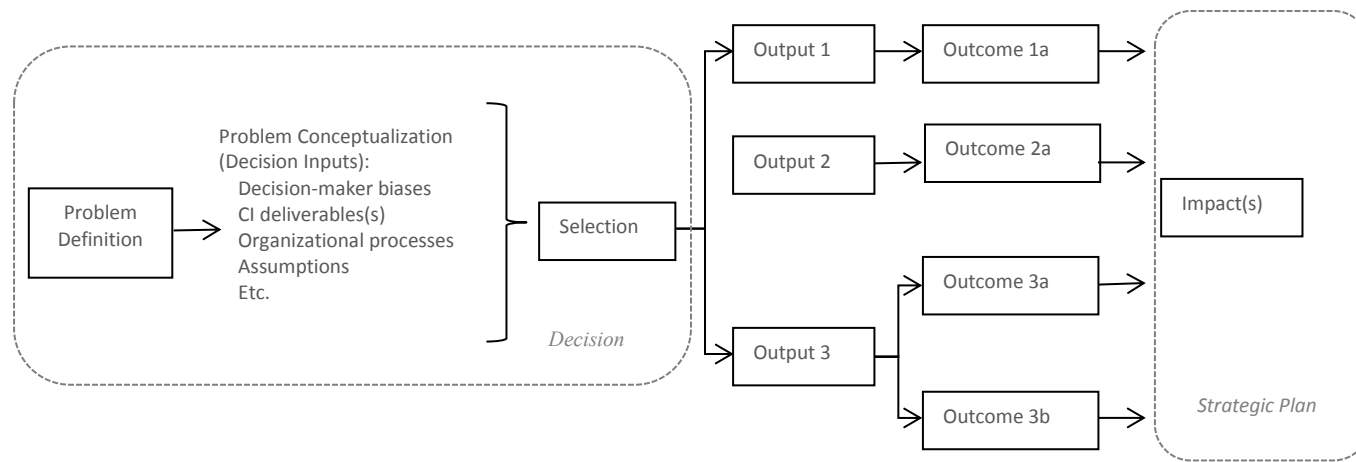 Problem
Definition
Problem Conceptualization
(Decision Inputs):
Decision-maker biases
CI deliverables(s)
Organizational processes
Assumptions
Etc.
Selection
Decision
Output 1
Outcome 1a
Output 2
Outcome 2a
Output 3
Outcome 3a
Outcome 3b
Impact(s)
Strategic Plan